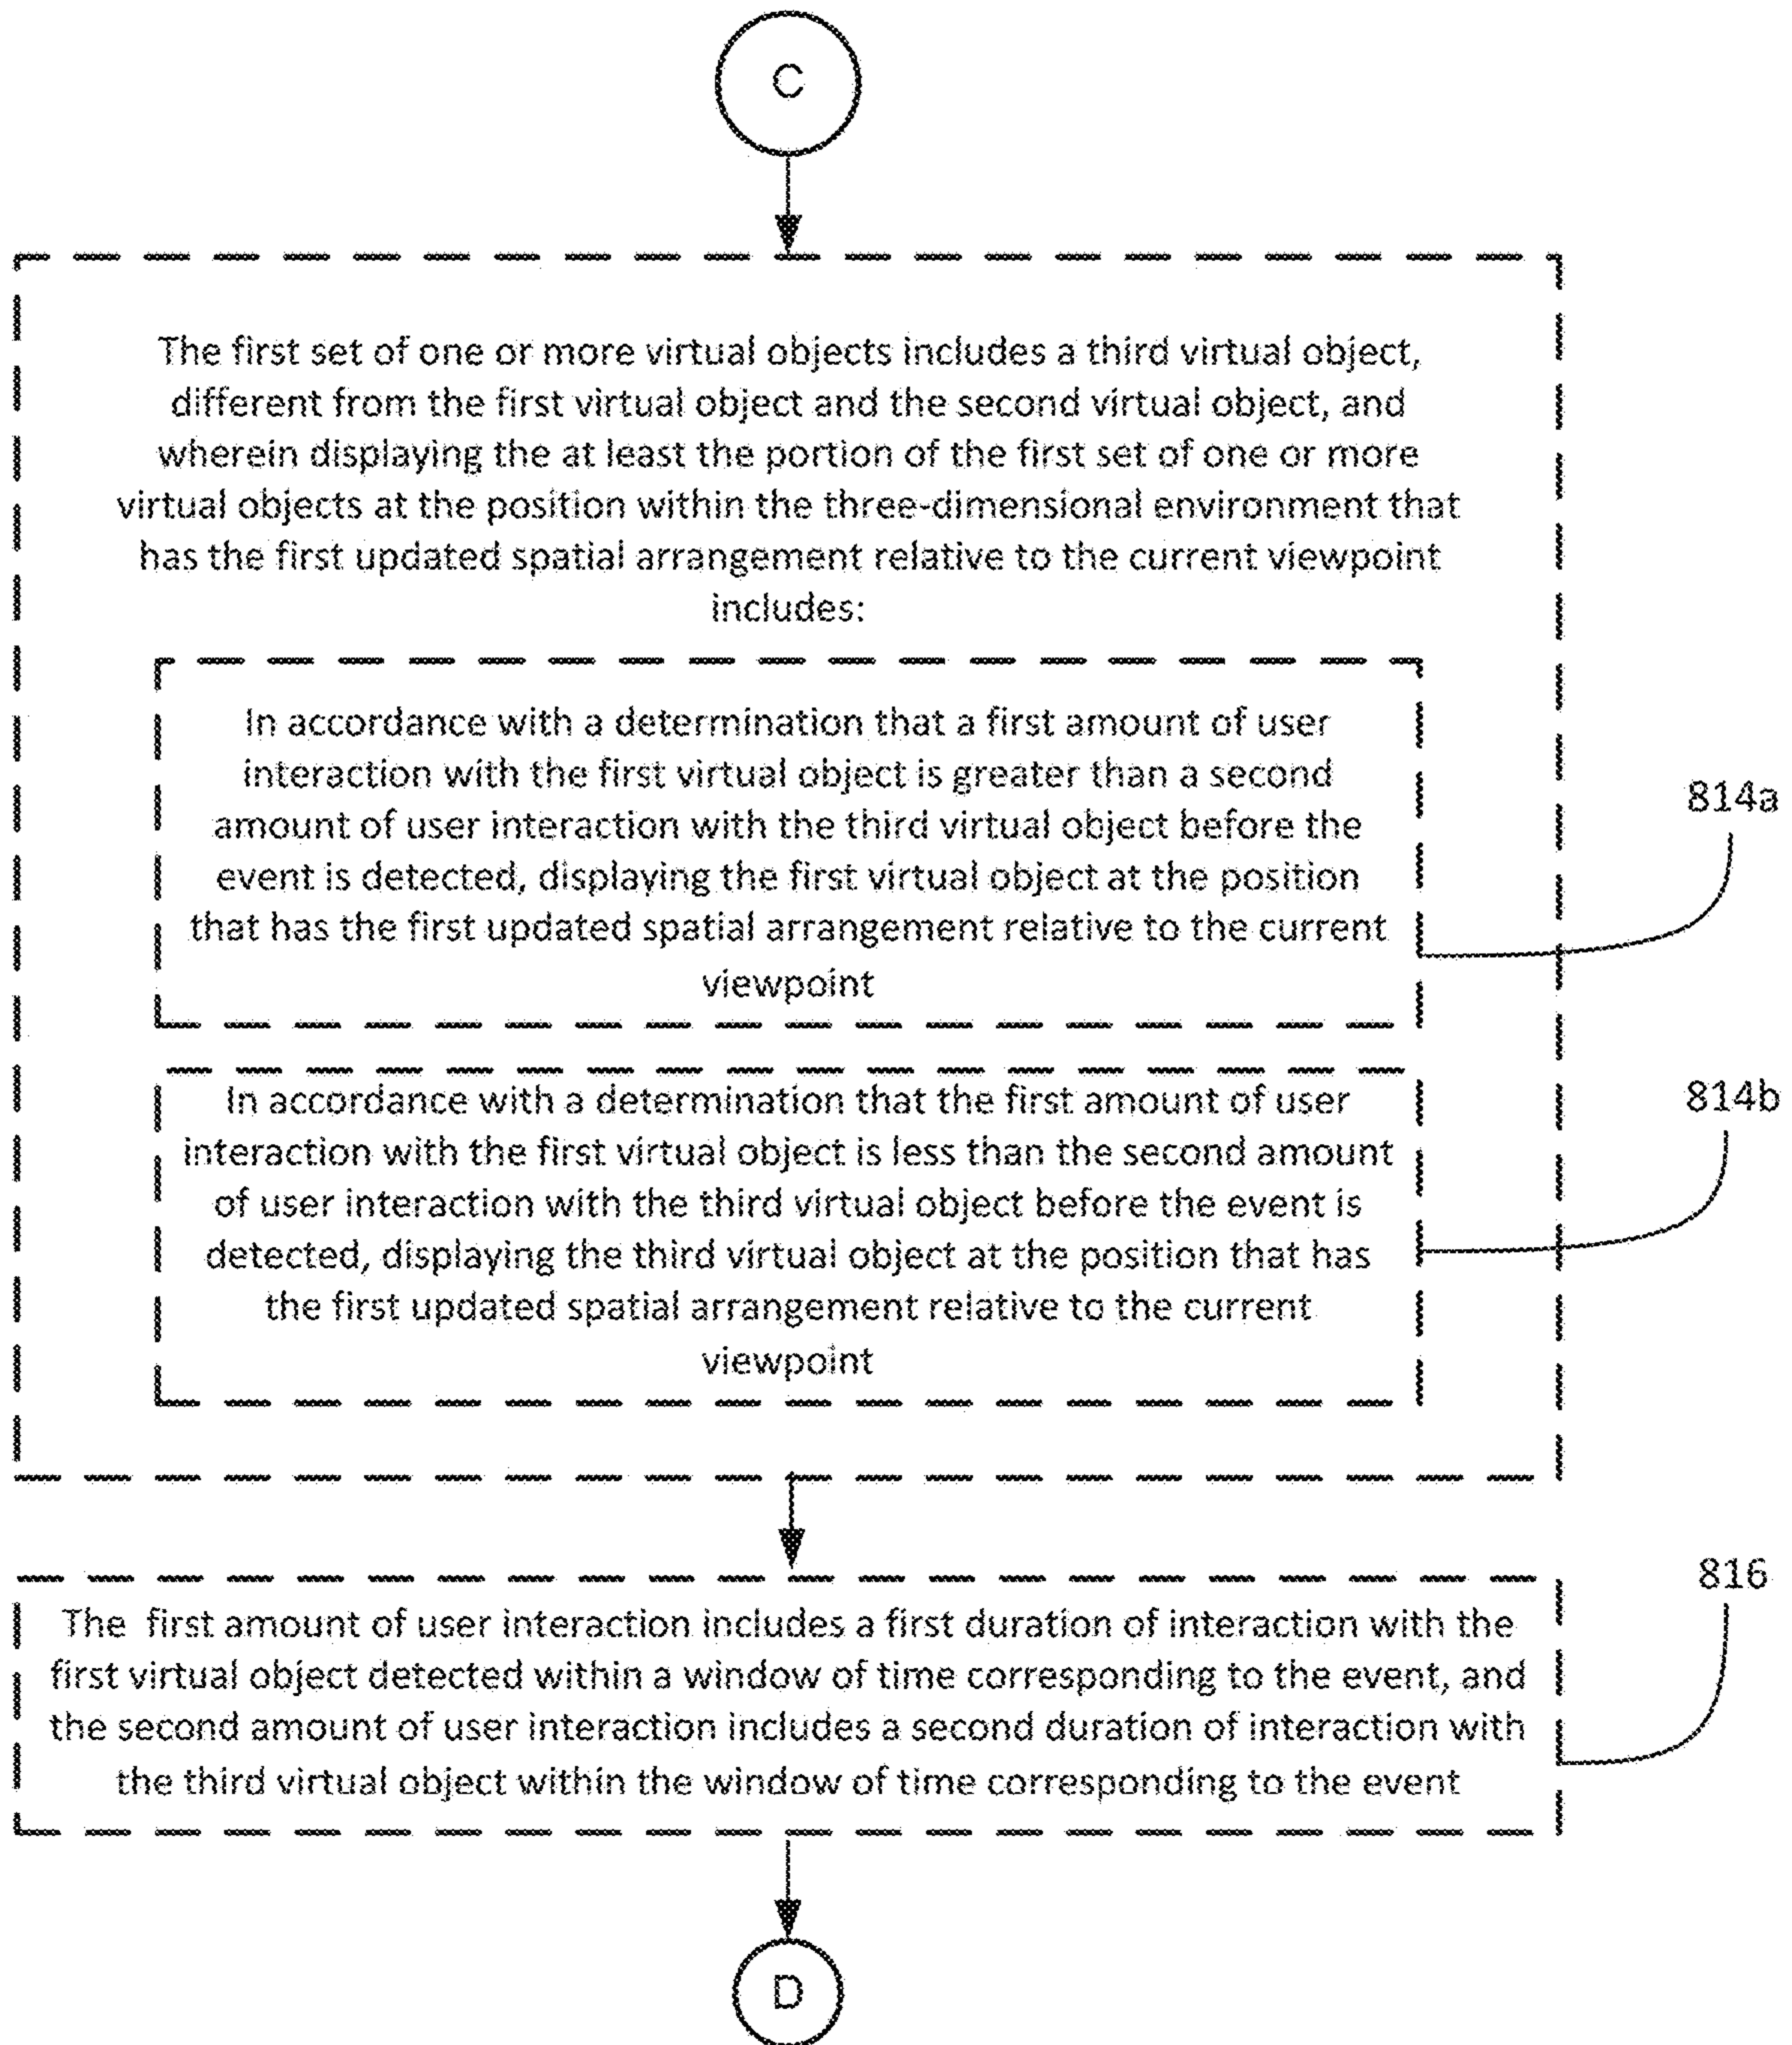 C
The first set of one or more virtual objects includes a third virtual object,
different from the first virtual object and the second virtual object, and
wherein displaying the at least the portion of the first set of one or more
virtual objects at the position within the three-dimensional environment that
has the first updated spatial arrangement relative to the current viewpoint
includes:
In accordance with a determination that a first amount of user
interaction with the first virtual object is greater than a second
amount of user interaction with the third virtual object before the
event is detected, displaying the first virtual object at the position
that has the first updated spatial arrangement relative to the current
viewpoint
814a
In accordance with a determination that the first amount of user
interaction with the first virtual object is less than the second amount
of user interaction with the third virtual object before the event is
detected, displaying the third virtual object at the position that has
the first updated spatial arrangement relative to the current
viewpoint
814b
The first amount of user interaction includes a first duration of interaction with the
first virtual object detected within a window of time corresponding to the event, and
the second amount of user interaction includes a second duration of interaction with
the third virtual object within the window of time corresponding to the event
816
D